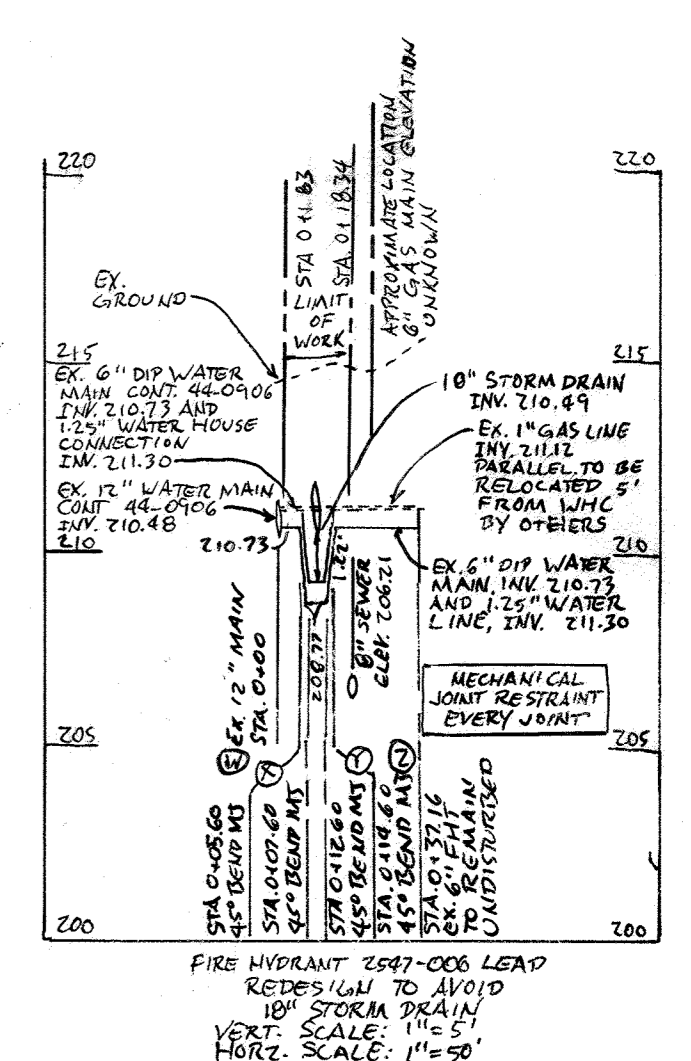 220
220
STA 0+1.83
STA. 0+18.34
APPROXIMATE LOCATION
6" GAS MAIN ELEVATION
UNKNOWN
EX.
GROUND
LIMIT
OF
WORK
215
215
EX. 6" DIP WATER
MAIN CONT. 44-0906
INV. 210.73 AND
1.25" WATER HOUSE
CONNECTION
INV. 211.30
EX. 12" WATER MAIN
CONT 44-0906
INV. 210.48
210
210.73
18" STORM DRAIN
INV. 210.49
EX. 1" GAS LINE
INV. 211.12
PARALLEL TO BE
RELOCATED 5'
FROM WHC
BY OTHERS
210
EX. 6" DIP WATER
MAIN, INV. 210.73
AND 1.25" WATER
LINE, INV. 211.30
1.22'
208.77
8" SEWER
ELEV. 206.21
EX 12" MAIN
STA. 0+00
MECHANICAL
JOINT RESTRAINT
EVERY JOINT
205
205
W
X
Y
Z
STA 0+05.60
45° BEND MJ
STA. 0+07.60
45° BEND MJ
STA 0+12.60
45° BEND MJ
STA. 0+14.60
45° BEND MJ
STA. 0+37.16
EX. 6" FHT
TO REMAIN
UNDISTURBED
200
200
FIRE HYDRANT 2547-006 LEAD
REDESIGN TO AVOID
18" STORM DRAIN
VERT. SCALE: 1"=5'
HORZ. SCALE: 1"=50'